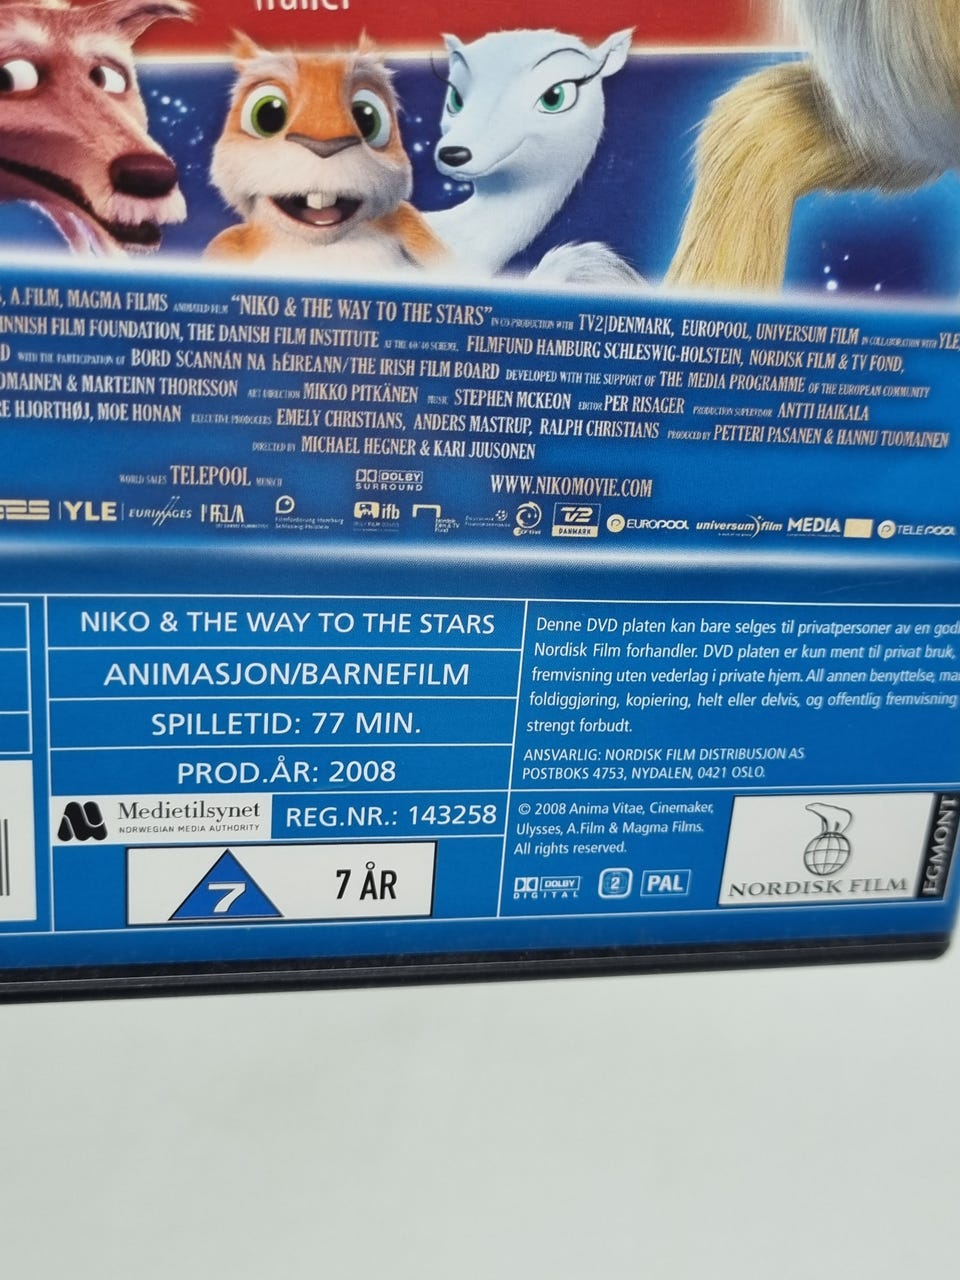 Trailer
A.FILM, MAGMA FILMS ANIMATED FILM "NIKO & THE WAY TO THE STARS" IN CO-PRODUCTION WITH TV2|DENMARK, EUROPOOL, UNIVERSUM FILM IN COLLABORATION WITH YLE,
FINNISH FILM FOUNDATION, THE DANISH FILM INSTITUTE AT THE 60/40 SCHEME, FILMFUND HAMBURG SCHLESWIG-HOLSTEIN, NORDISK FILM & TV FOND,
WITH THE PARTICIPATION OF BORD SCANNÁN NA hÉIREANN/THE IRISH FILM BOARD DEVELOPED WITH THE SUPPORT OF THE MEDIA PROGRAMME OF THE EUROPEAN COMMUNITY
OMAINEN & MARTEINN THORISSON ART DIRECTION MIKKO PITKÄNEN MUSIC STEPHEN MCKEON EDITOR PER RISAGER PRODUCTION SUPERVISOR ANTTI HAIKALA
RE HJORTHØJ, MOE HONAN EXECUTIVE PRODUCERS EMELY CHRISTIANS, ANDERS MASTRUP, RALPH CHRISTIANS PRODUCED BY PETTERI PASANEN & HANNU TUOMAINEN
DIRECTED BY MICHAEL HEGNER & KARI JUUSONEN
WORLD SALES TELEPOOL MUNICH DOLBY SURROUND WWW.NIKOMOVIE.COM
YLE EURIMAGES Filmförderung Hamburg Schleswig-Holstein ifb TV2 DANMARK EUROPOOL universum film MEDIA TELEPOOL
NIKO & THE WAY TO THE STARS
ANIMASJON/BARNEFILM
SPILLETID: 77 MIN.
PROD.ÅR: 2008
Medietilsynet
NORWEGIAN MEDIA AUTHORITY
REG.NR.: 143258
7 7 ÅR
Denne DVD platen kan bare selges til privatpersoner av en god
Nordisk Film forhandler. DVD platen er kun ment til privat bruk,
fremvisning uten vederlag i private hjem. All annen benyttelse, ma
foldiggjøring, kopiering, helt eller delvis, og offentlig fremvisning
strengt forbudt.
ANSVARLIG: NORDISK FILM DISTRIBUSJON AS
POSTBOKS 4753, NYDALEN, 0421 OSLO.
© 2008 Anima Vitae, Cinemaker,
Ulysses, A.Film & Magma Films.
All rights reserved.
DOLBY DIGITAL 2 PAL
NORDISK FILM
EGMONT